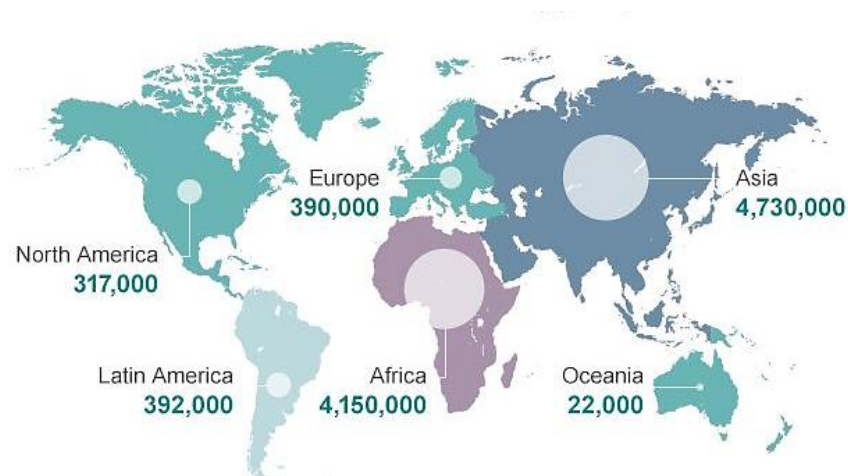 Europe
390,000
Asia
4,730,000
North America
317,000
Latin America
392,000
Africa
4,150,000
Oceania
22,000